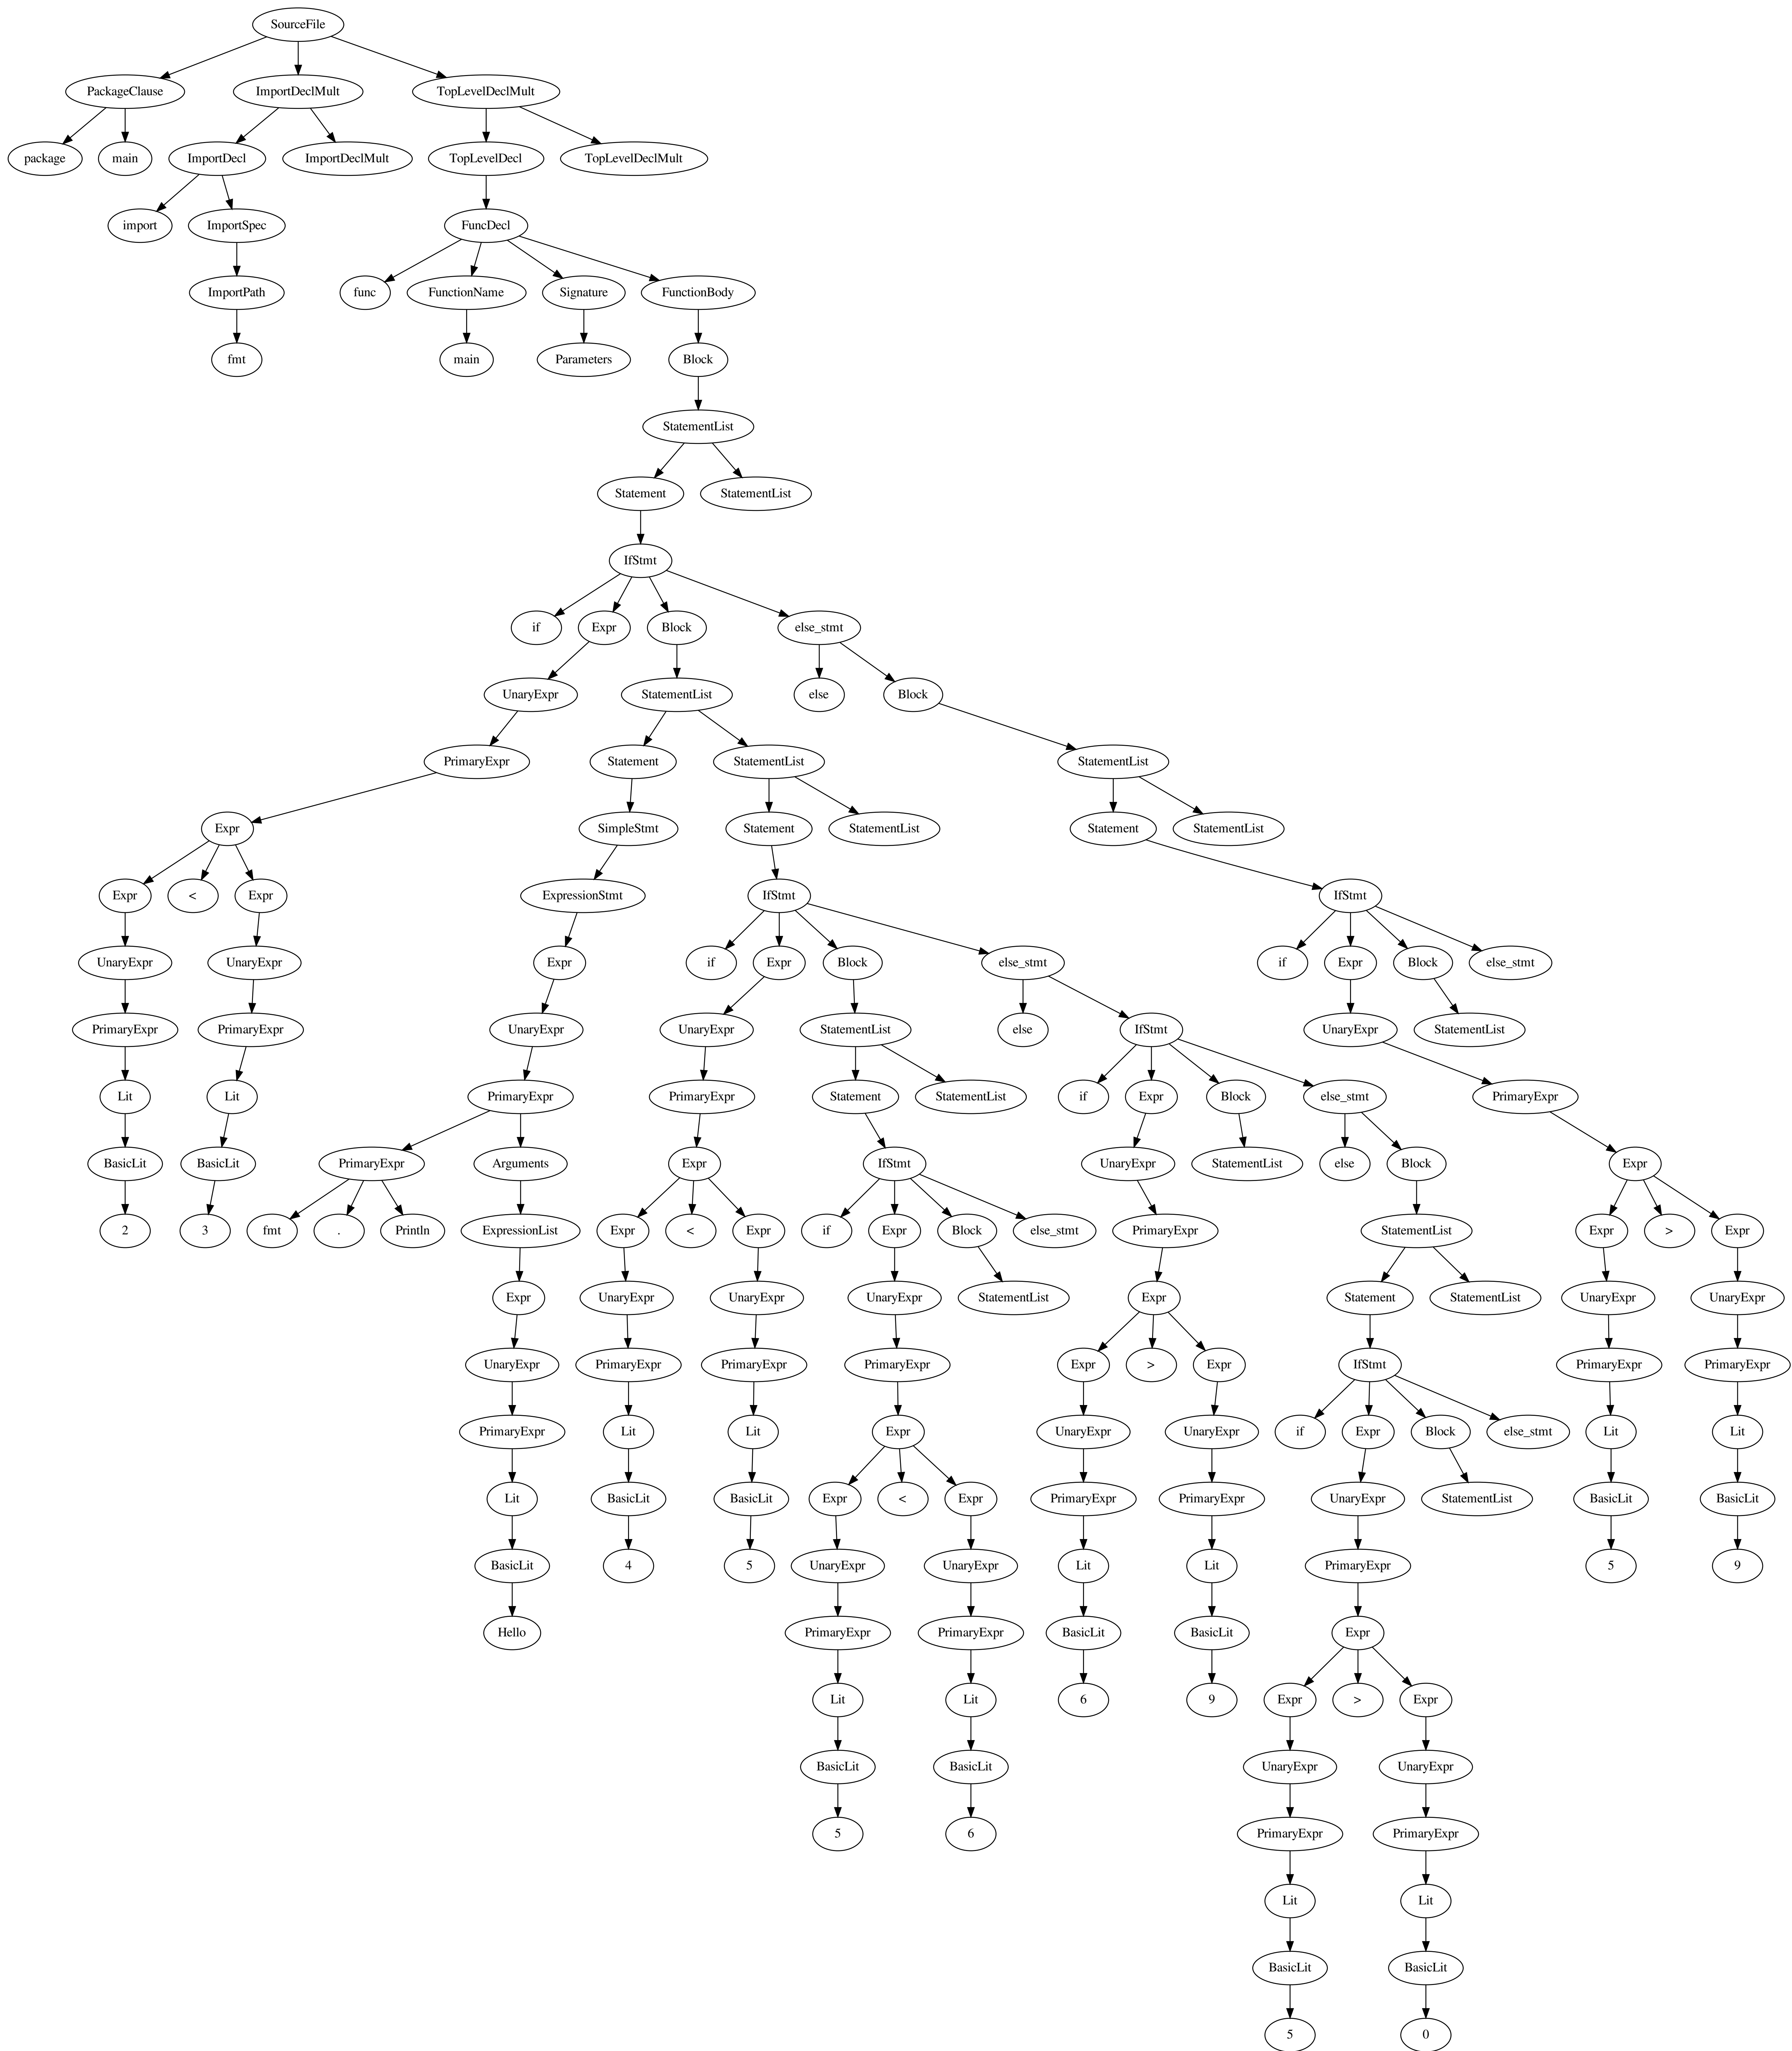 SourceFile
PackageClause ImportDeclMult TopLevelDeclMult
package main ImportDecl ImportDeclMult TopLevelDecl TopLevelDeclMult
import ImportSpec FuncDecl
ImportPath func FunctionName Signature FunctionBody
fmt main Parameters Block
StatementList
Statement StatementList
IfStmt
if Expr Block else_stmt
UnaryExpr StatementList else Block
PrimaryExpr Statement StatementList StatementList
Expr SimpleStmt Statement StatementList Statement StatementList
Expr < Expr ExpressionStmt IfStmt IfStmt
UnaryExpr UnaryExpr Expr if Expr Block else_stmt if Expr Block else_stmt
PrimaryExpr PrimaryExpr UnaryExpr UnaryExpr StatementList else IfStmt UnaryExpr StatementList
Lit Lit PrimaryExpr PrimaryExpr Statement StatementList if Expr Block else_stmt PrimaryExpr
BasicLit BasicLit PrimaryExpr Arguments Expr IfStmt UnaryExpr StatementList else Block Expr
2 3 fmt . Println ExpressionList Expr < Expr if Expr Block else_stmt PrimaryExpr StatementList Expr > Expr
Expr UnaryExpr UnaryExpr UnaryExpr StatementList Expr Statement StatementList UnaryExpr UnaryExpr
UnaryExpr PrimaryExpr PrimaryExpr PrimaryExpr Expr > Expr IfStmt PrimaryExpr PrimaryExpr
PrimaryExpr Lit Lit Expr UnaryExpr UnaryExpr if Expr Block else_stmt Lit Lit
Lit BasicLit BasicLit Expr < Expr PrimaryExpr PrimaryExpr UnaryExpr StatementList BasicLit BasicLit
BasicLit 4 5 UnaryExpr UnaryExpr Lit Lit PrimaryExpr 5 9
Hello PrimaryExpr PrimaryExpr BasicLit BasicLit Expr
Lit Lit 6 9 Expr > Expr
BasicLit BasicLit UnaryExpr UnaryExpr
5 6 PrimaryExpr PrimaryExpr
Lit Lit
BasicLit BasicLit
5 0